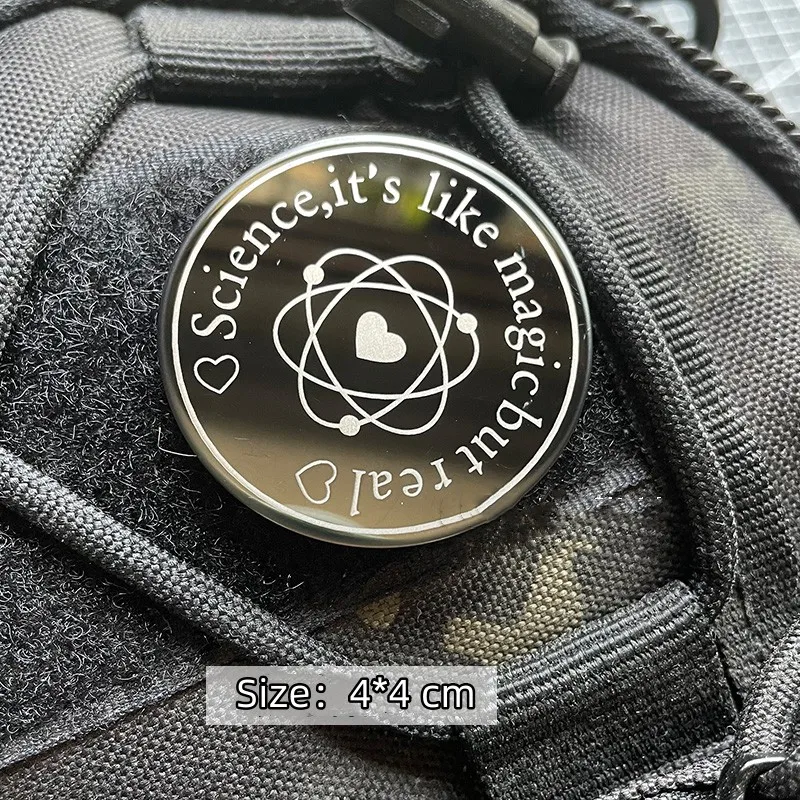 Science,it's like magic·but real
Size：4*4 cm